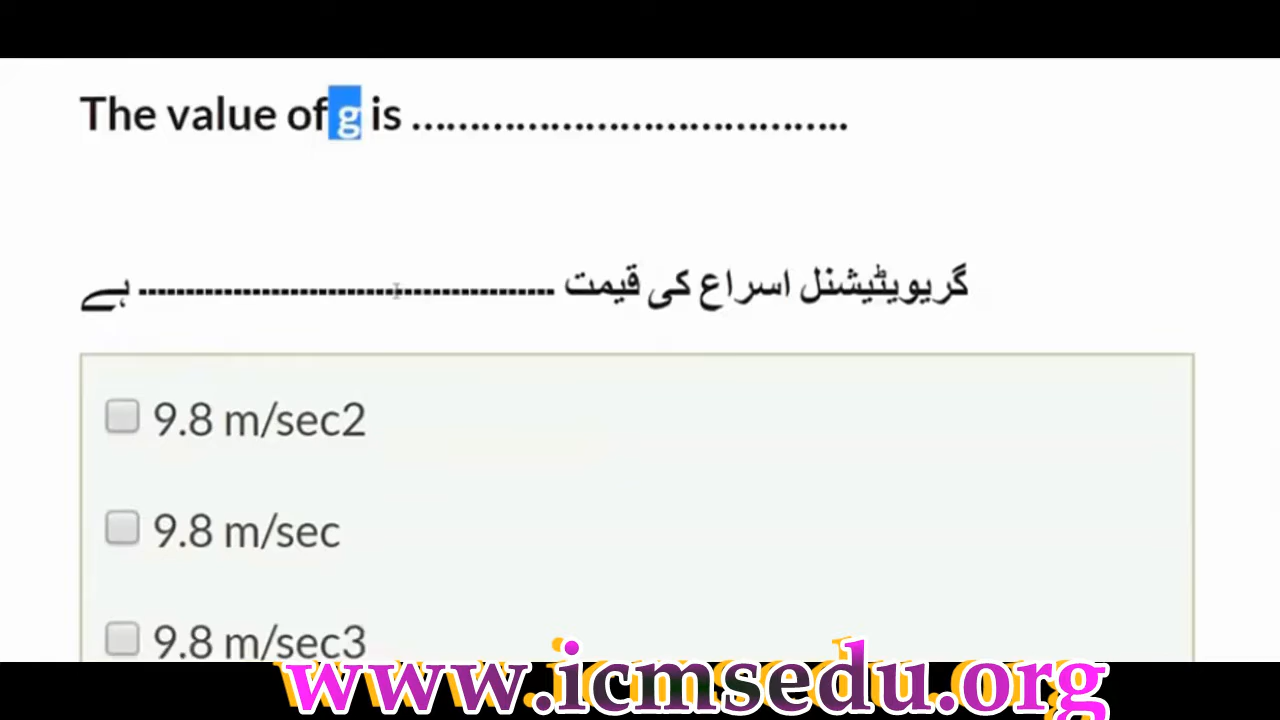 The value of g is ...........................................
گریویٹیشنل اسراع کی قیمت ............................................ ہے
9.8 m/sec2
9.8 m/sec
9.8 m/sec3
www.icmsedu.org